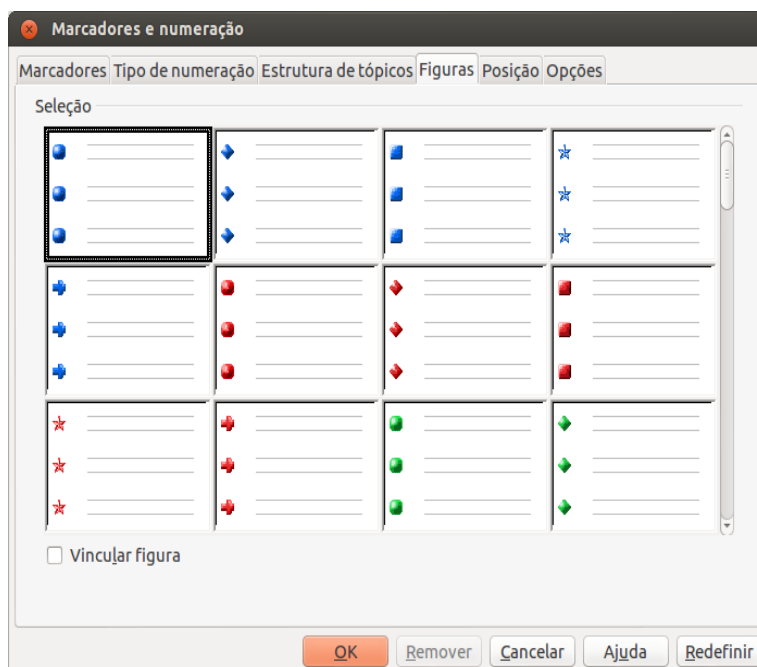 Marcadores e numeração
Marcadores Tipo de numeração Estrutura de tópicos Figuras Posição Opções
Seleção
Vincular figura
OK Remover Cancelar Ajuda Redefinir